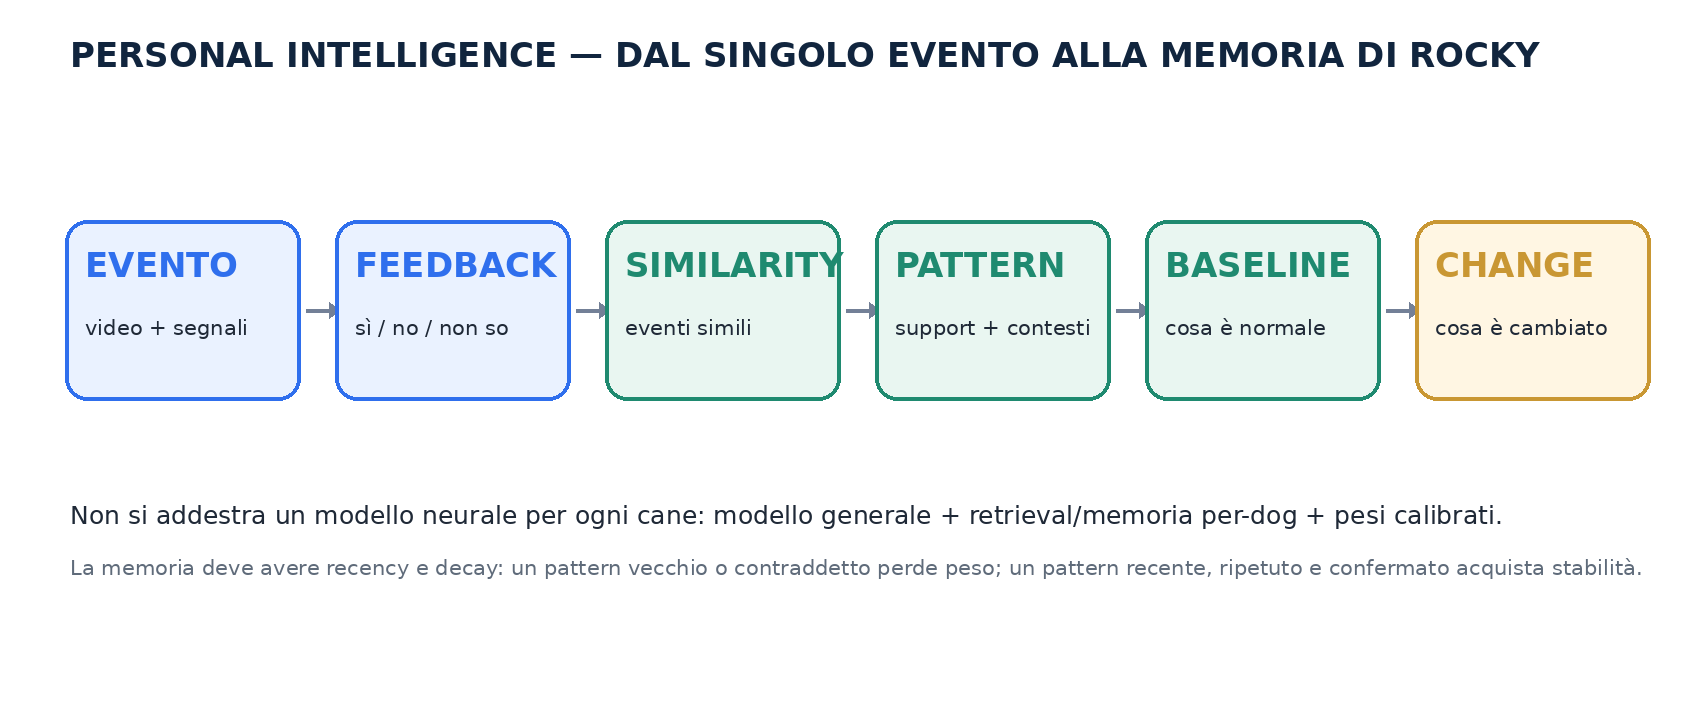 PERSONAL INTELLIGENCE — DAL SINGOLO EVENTO ALLA MEMORIA DI ROCKY
EVENTO
video + segnali
FEEDBACK
sì / no / non so
SIMILARITY
eventi simili
PATTERN
support + contesti
BASELINE
cosa è normale
CHANGE
cosa è cambiato
Non si addestra un modello neurale per ogni cane: modello generale + retrieval/memoria per-dog + pesi calibrati.
La memoria deve avere recency e decay: un pattern vecchio o contraddetto perde peso; un pattern recente, ripetuto e confermato acquista stabilità.